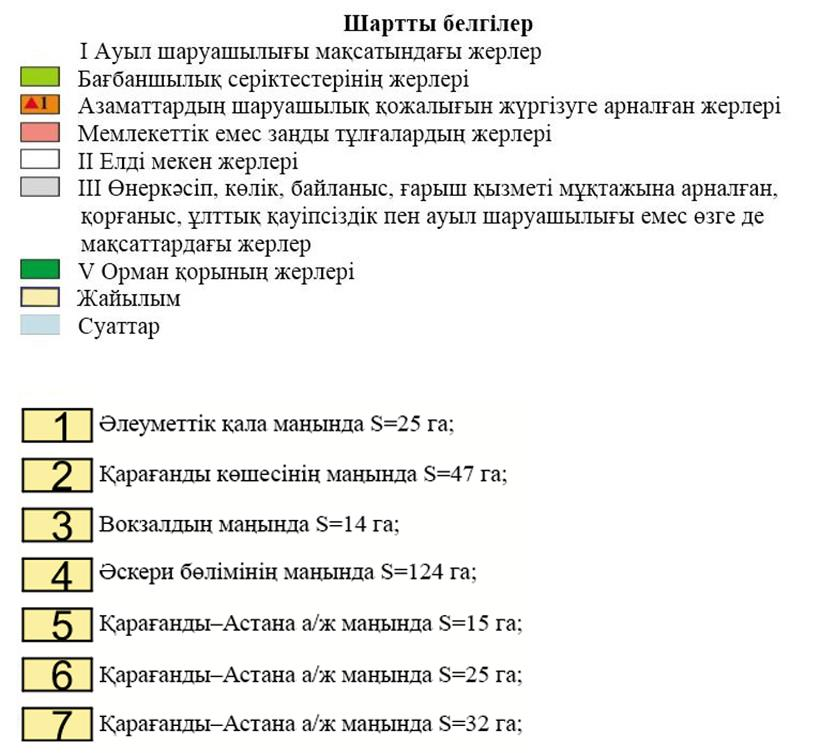 Шартты белгілер
I Ауыл шаруашылығы мақсатындағы жерлер
Бағбаншылық серіктестерінің жерлері
1 Азаматтардың шаруашылық қожалығын жүргізуге арналған жерлері
Мемлекеттік емес заңды тұлғалардың жерлері
II Елді мекен жерлері
III Өнеркәсіп, көлік, байланыс, ғарыш қызметі мұқтажына арналған,
қорғаныс, ұлттық қауіпсіздік пен ауыл шаруашылығы емес өзге де
мақсаттардағы жерлер
V Орман қорының жерлері
Жайылым
Суаттар
1 Әлеуметтік қала маңында S=25 га;
2 Қарағанды көшесінің маңында S=47 га;
3 Вокзалдың маңында S=14 га;
4 Әскери бөлімінің маңында S=124 га;
5 Қарағанды–Астана а/ж маңында S=15 га;
6 Қарағанды–Астана а/ж маңында S=25 га;
7 Қарағанды–Астана а/ж маңында S=32 га;